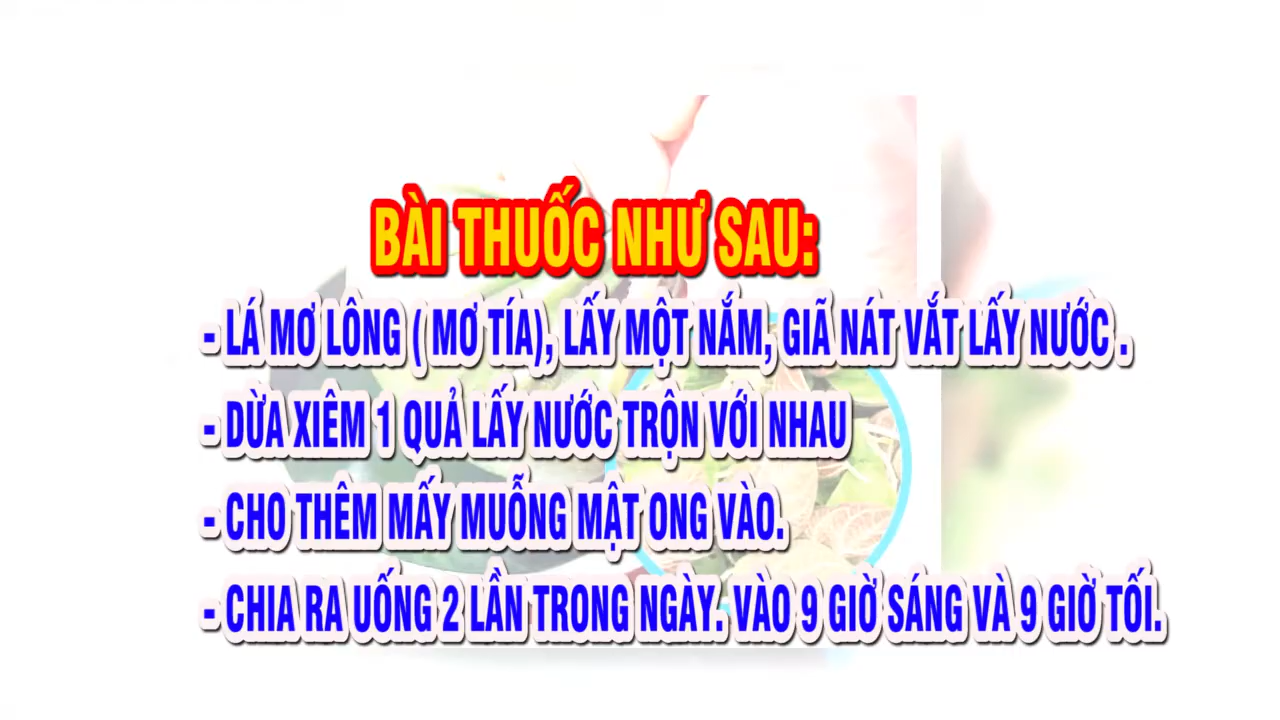 BÀI THUỐC NHƯ SAU:
- LÁ MƠ LÔNG ( MƠ TÍA), LẤY MỘT NẮM, GIÃ NÁT VẮT LẤY NƯỚC .
- DỪA XIÊM 1 QUẢ LẤY NƯỚC TRỘN VỚI NHAU
- CHO THÊM MẤY MUỖNG MẬT ONG VÀO.
- CHIA RA UỐNG 2 LẦN TRONG NGÀY. VÀO 9 GIỜ SÁNG VÀ 9 GIỜ TỐI.